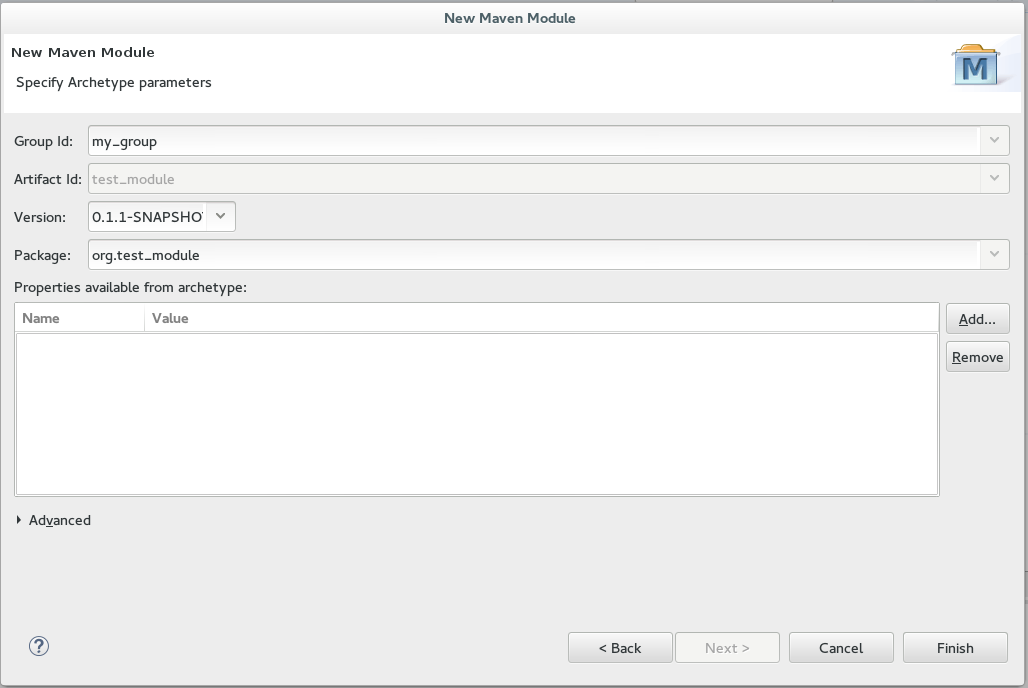 New Maven Module
New Maven Module
M
Specify Archetype parameters
Group Id: my_group
Artifact Id: test_module
Version: 0.1.1-SNAPSHO
Package: org.test_module
Properties available from archetype:
Name Value
Add...
Remove
Advanced
?
< Back Next > Cancel Finish